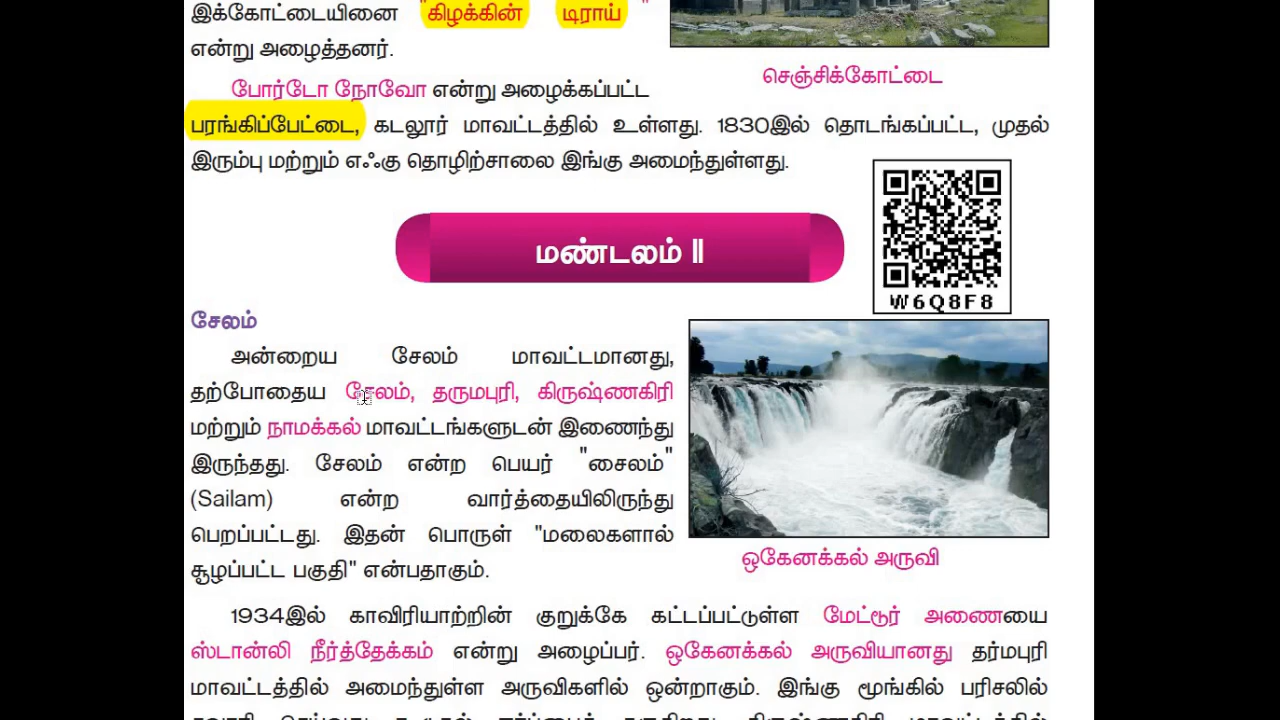 இக்கோட்டையினை "கிழக்கின் டிராய் "
என்று அழைத்தனர்.
செஞ்சிக்கோட்டை
போர்டோ நோவோ என்று அழைக்கப்பட்ட
பரங்கிப்பேட்டை, கடலூர் மாவட்டத்தில் உள்ளது. 1830இல் தொடங்கப்பட்ட, முதல்
இரும்பு மற்றும் எஃகு தொழிற்சாலை இங்கு அமைந்துள்ளது.
மண்டலம் II
W6Q8F8
சேலம்
அன்றைய சேலம் மாவட்டமானது,
தற்போதைய சேலம், தருமபுரி, கிருஷ்ணகிரி
மற்றும் நாமக்கல் மாவட்டங்களுடன் இணைந்து
இருந்தது. சேலம் என்ற பெயர் "சைலம்"
(Sailam) என்ற வார்த்தையிலிருந்து
பெறப்பட்டது. இதன் பொருள் "மலைகளால்
சூழப்பட்ட பகுதி" என்பதாகும்.
ஒகேனக்கல் அருவி
1934இல் காவிரியாற்றின் குறுக்கே கட்டப்பட்டுள்ள மேட்டூர் அணையை
ஸ்டான்லி நீர்த்தேக்கம் என்று அழைப்பர். ஒகேனக்கல் அருவியானது தர்மபுரி
மாவட்டத்தில் அமைந்துள்ள அருவிகளில் ஒன்றாகும். இங்கு மூங்கில் பரிசலில்